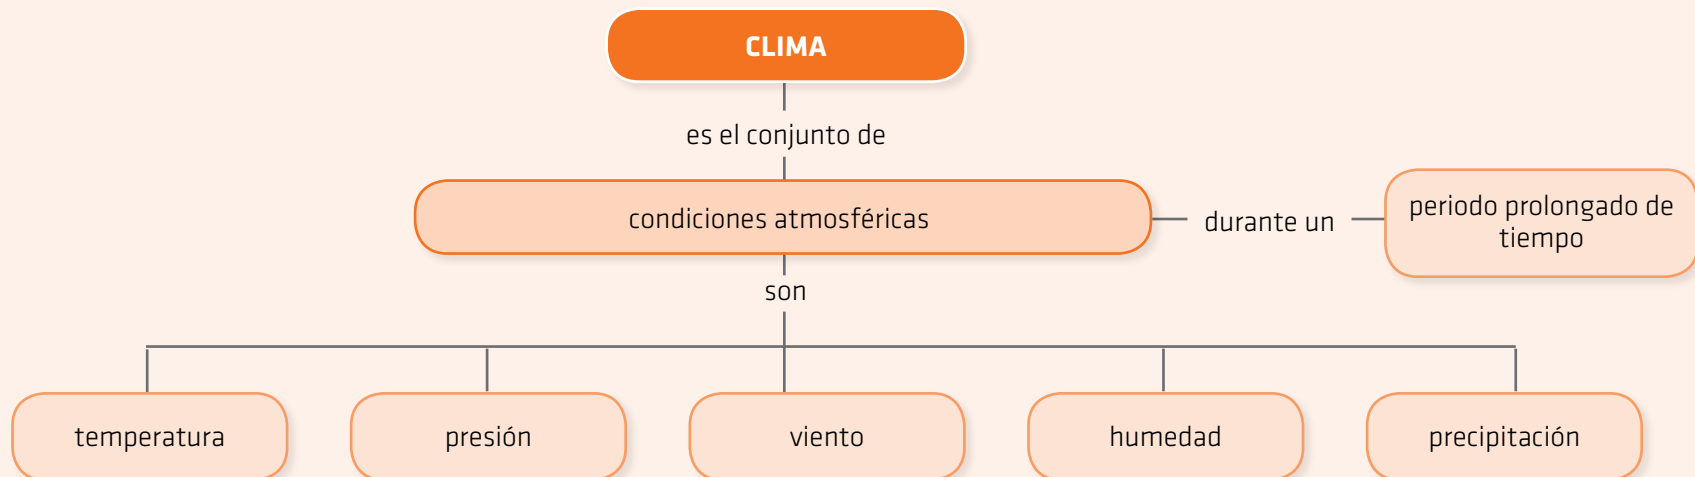 CLIMA
es el conjunto de
condiciones atmosféricas
durante un
periodo prolongado de
tiempo
son
temperatura
presión
viento
humedad
precipitación